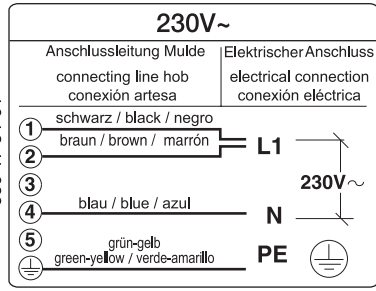 230V~
Anschlussleitung Mulde
Elektrischer Anschluss
connecting line hob
electrical connection
conexión artesa
conexión eléctrica
1 schwarz / black / negro
braun / brown / marrón
L1
2
3
230V~
4 blau / blue / azul
N
5
grün-gelb
green-yellow / verde-amarillo
PE